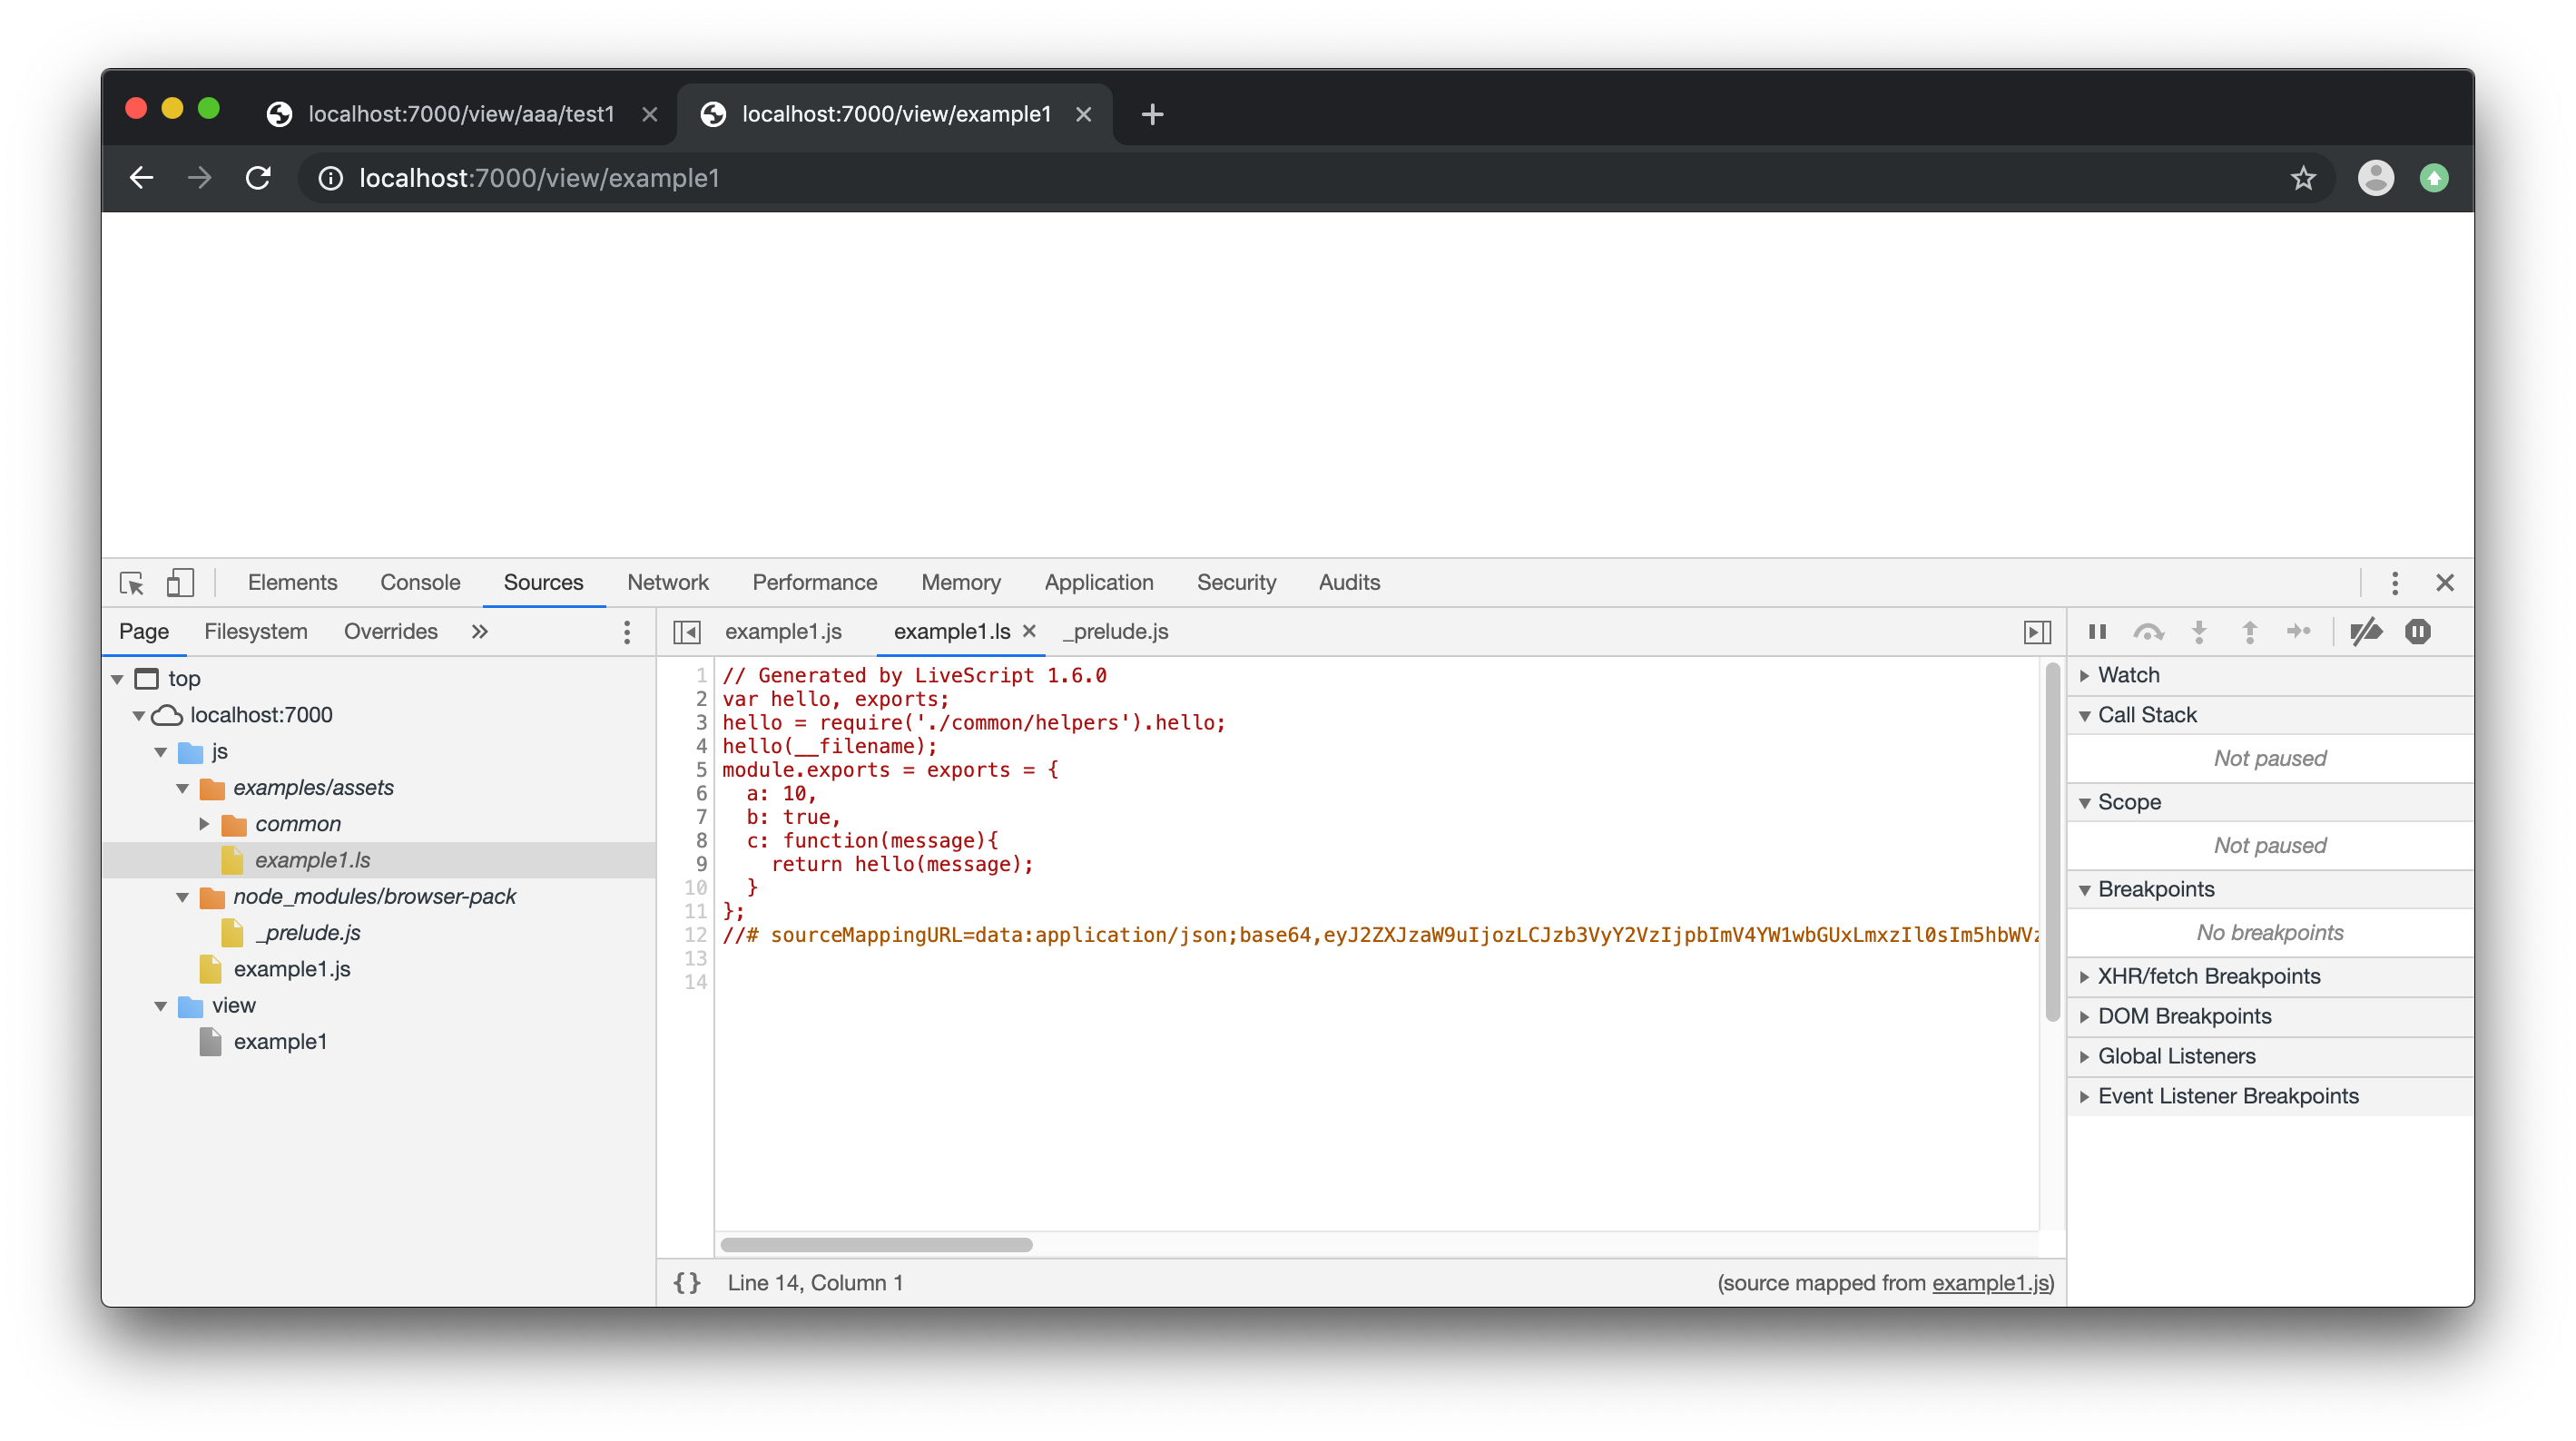 localhost:7000/view/aaa/test1
localhost:7000/view/example1
localhost:7000/view/example1
Elements Console Sources Network Performance Memory Application Security Audits
Page Filesystem Overrides »
example1.js example1.ls _prelude.js
top
localhost:7000
js
examples/assets
common
example1.ls
node_modules/browser-pack
_prelude.js
example1.js
view
example1
1 // Generated by LiveScript 1.6.0
2 var hello, exports;
3 hello = require('./common/helpers').hello;
4 hello(__filename);
5 module.exports = exports = {
6 a: 10,
7 b: true,
8 c: function(message){
9 return hello(message);
10 }
11 };
12 //# sourceMappingURL=data:application/json;base64,eyJ2ZXJzaW9uIjozLCJzb3VyY2VzIjpbImV4YW1wbGUxLmxzIl0sIm5hbWVz
13
14
{} Line 14, Column 1
(source mapped from example1.js)
Watch
Call Stack
Not paused
Scope
Not paused
Breakpoints
No breakpoints
XHR/fetch Breakpoints
DOM Breakpoints
Global Listeners
Event Listener Breakpoints